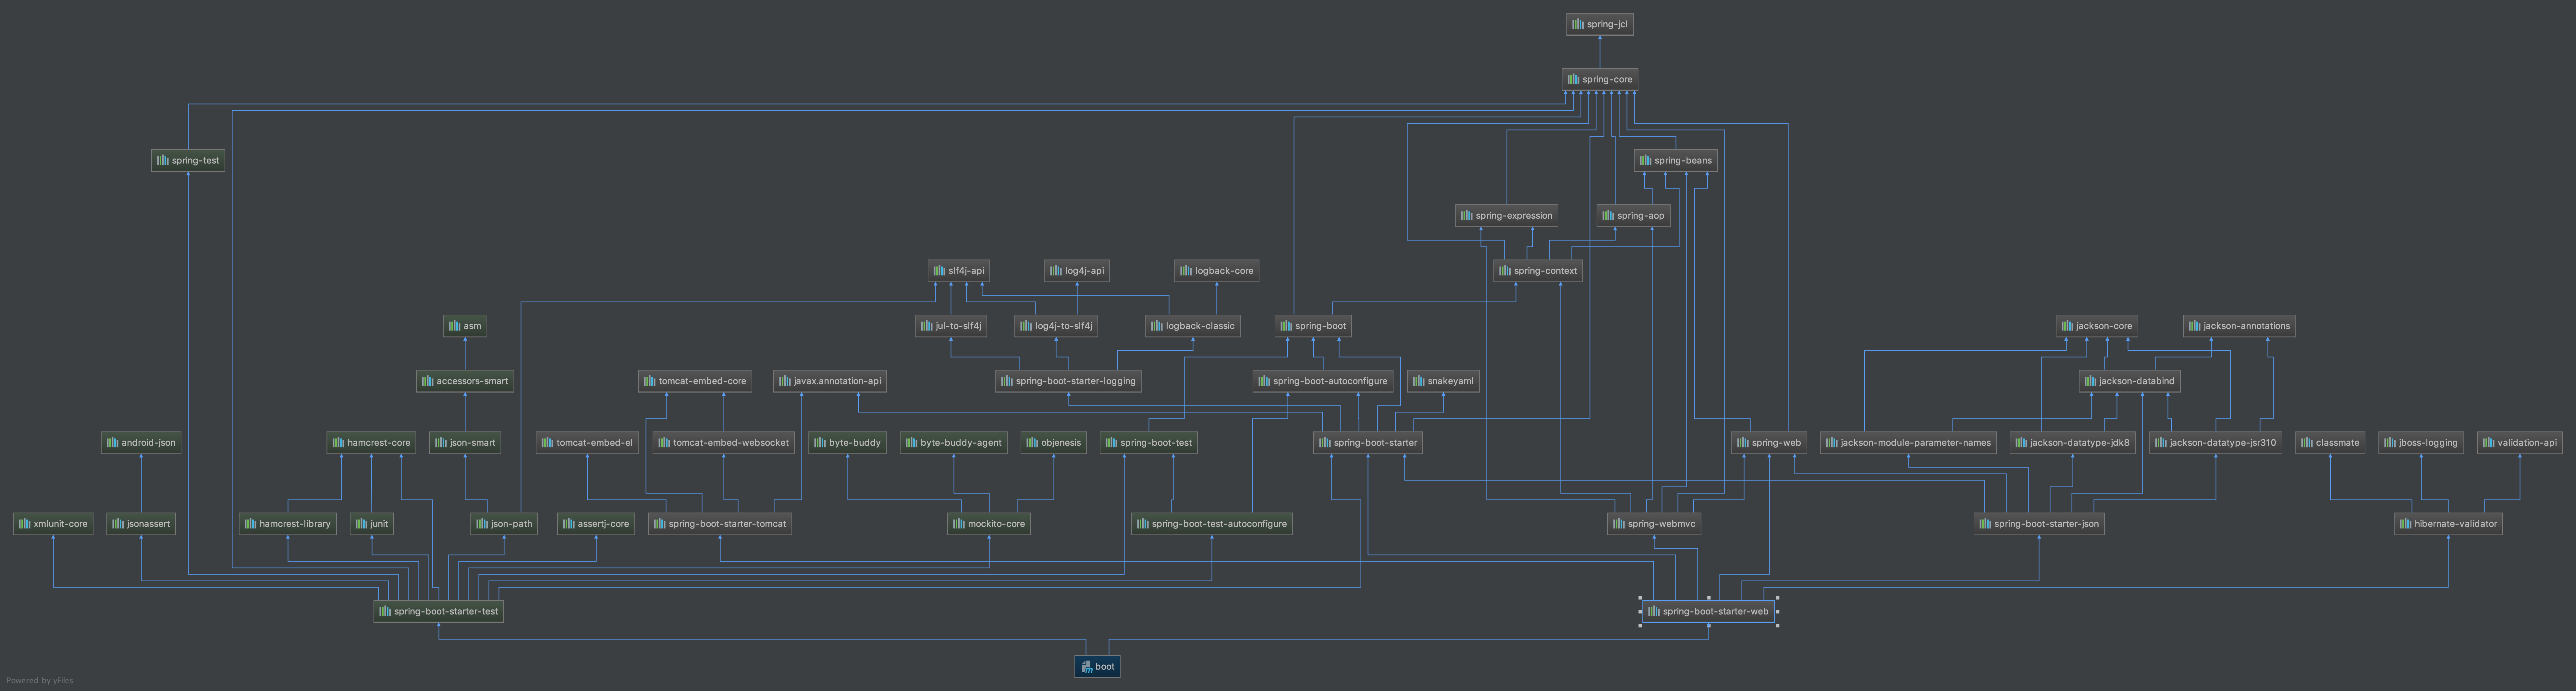 spring-jcl
spring-core
spring-test
spring-beans
spring-expression
spring-aop
slf4j-api
log4j-api
logback-core
spring-context
asm
jul-to-slf4j
log4j-to-slf4j
logback-classic
spring-boot
jackson-core
jackson-annotations
accessors-smart
tomcat-embed-core
javax.annotation-api
spring-boot-starter-logging
spring-boot-autoconfigure
snakeyaml
jackson-databind
android-json
hamcrest-core
json-smart
tomcat-embed-el
tomcat-embed-websocket
byte-buddy
byte-buddy-agent
objenesis
spring-boot-test
spring-boot-starter
spring-web
jackson-module-parameter-names
jackson-datatype-jdk8
jackson-datatype-jsr310
classmate
jboss-logging
validation-api
xmlunit-core
jsonassert
hamcrest-library
junit
json-path
assertj-core
spring-boot-starter-tomcat
mockito-core
spring-boot-test-autoconfigure
spring-webmvc
spring-boot-starter-json
hibernate-validator
spring-boot-starter-test
spring-boot-starter-web
boot
Powered by yFiles